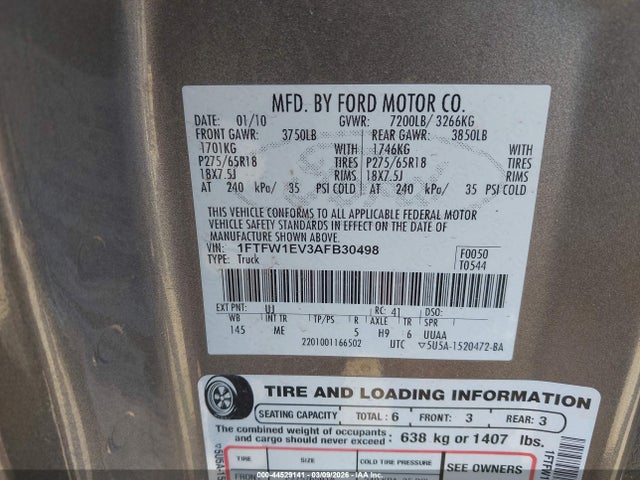 MFD. BY FORD MOTOR CO.
DATE: 01/10 GVWR: 7200LB/ 3266KG
FRONT GAWR: 3750LB REAR GAWR: 3850LB
1701KG WITH 1746KG WITH
P275/65R18 TIRES P275/65R18 TIRES
18X7.5J RIMS 18X7.5J RIMS
AT 240 kPa/ 35 PSI COLD AT 240 kPa/ 35 PSI COLD
THIS VEHICLE CONFORMS TO ALL APPLICABLE FEDERAL MOTOR
VEHICLE SAFETY STANDARDS IN EFFECT ON THE DATE OF
MANUFACTURE SHOWN ABOVE.
VIN: 1FTFW1EV3AFB30498 F0050
TYPE: Truck T0544
EXT PNT: UJ RC: 41 DSO:
WB INT TR TP/PS R AXLE TR SPR
145 ME 5 H9 6 UUAA
2201001166502 UTC ▽5U5A-1520472-BA
TIRE AND LOADING INFORMATION
SEATING CAPACITY TOTAL: 6 FRONT: 3 REAR: 3
The combined weight of occupants
and cargo should never exceed: 638 kg or 1407 lbs.
TIRE SIZE COLD TIRE PRESSURE SEE OWNERS
000-44529141 - 03/09/2026 - IAA Inc.